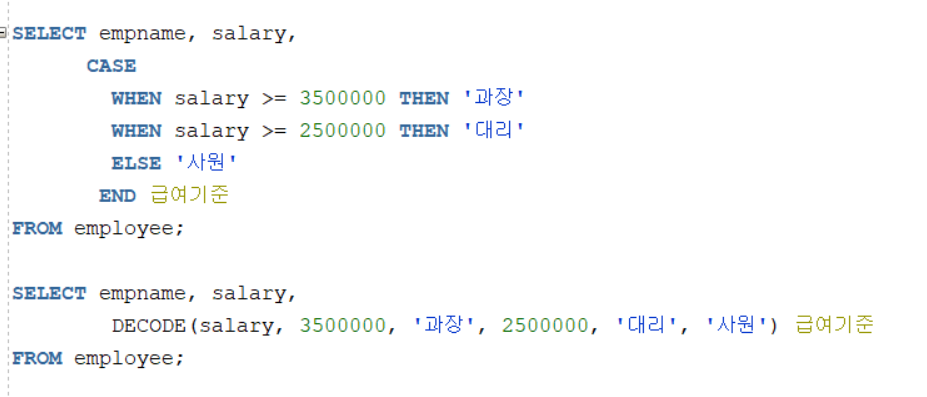 SELECT empname, salary,
CASE
WHEN salary >= 3500000 THEN '과장'
WHEN salary >= 2500000 THEN '대리'
ELSE '사원'
END 급여기준
FROM employee;
SELECT empname, salary,
DECODE(salary, 3500000, '과장', 2500000, '대리', '사원') 급여기준
FROM employee;